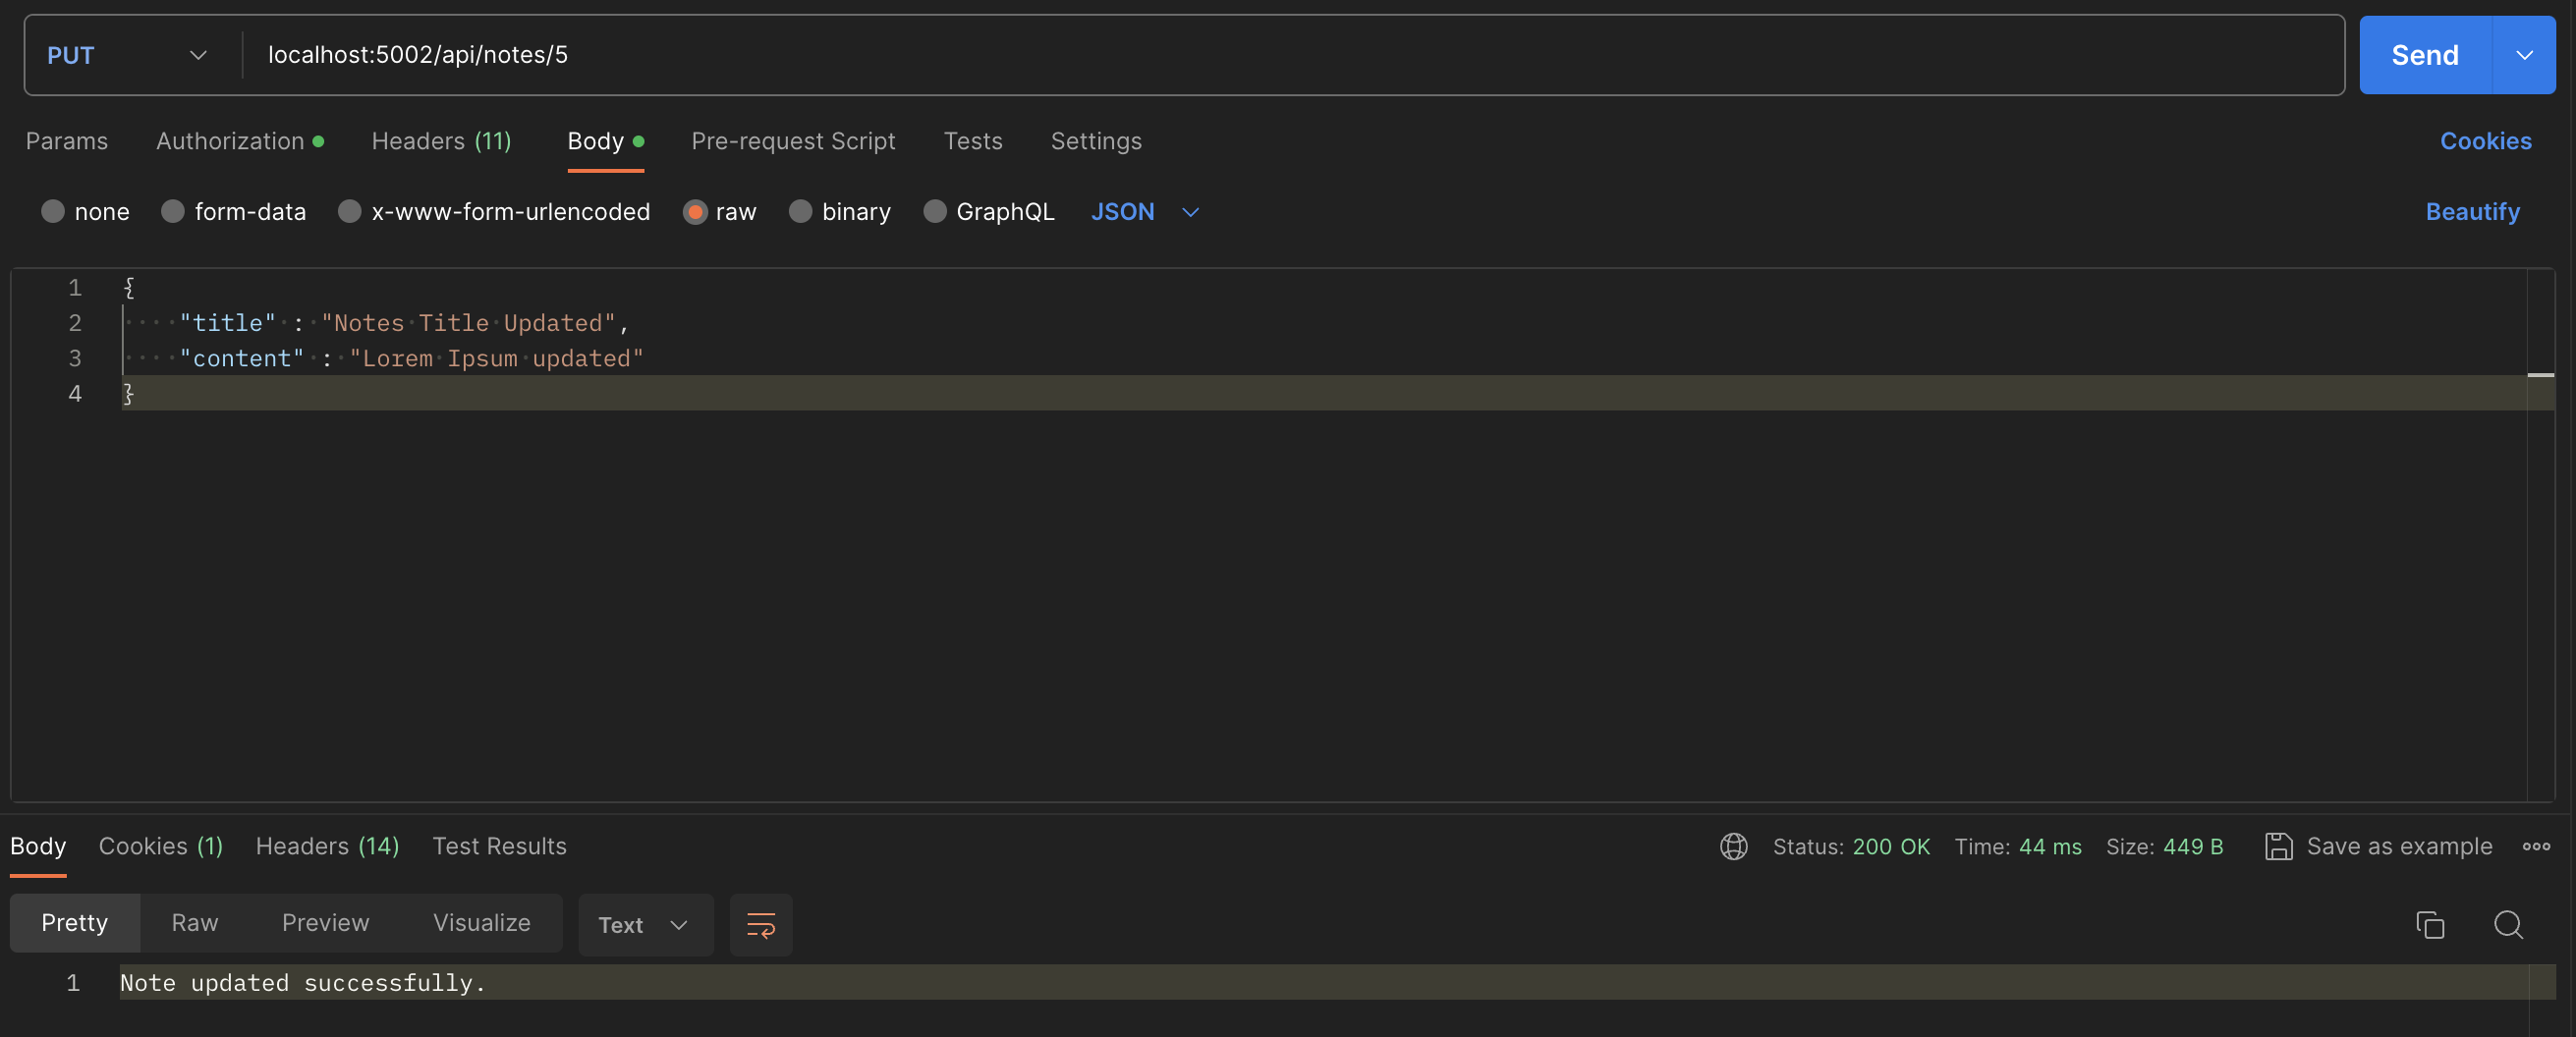 PUT localhost:5002/api/notes/5 Send
Params Authorization Headers (11) Body Pre-request Script Tests Settings Cookies
none form-data x-www-form-urlencoded raw binary GraphQL JSON Beautify
1 {
2 "title" : "Notes Title Updated",
3 "content" : "Lorem Ipsum updated"
4 }
Body Cookies (1) Headers (14) Test Results Status: 200 OK Time: 44 ms Size: 449 B Save as example
Pretty Raw Preview Visualize Text
1 Note updated successfully.